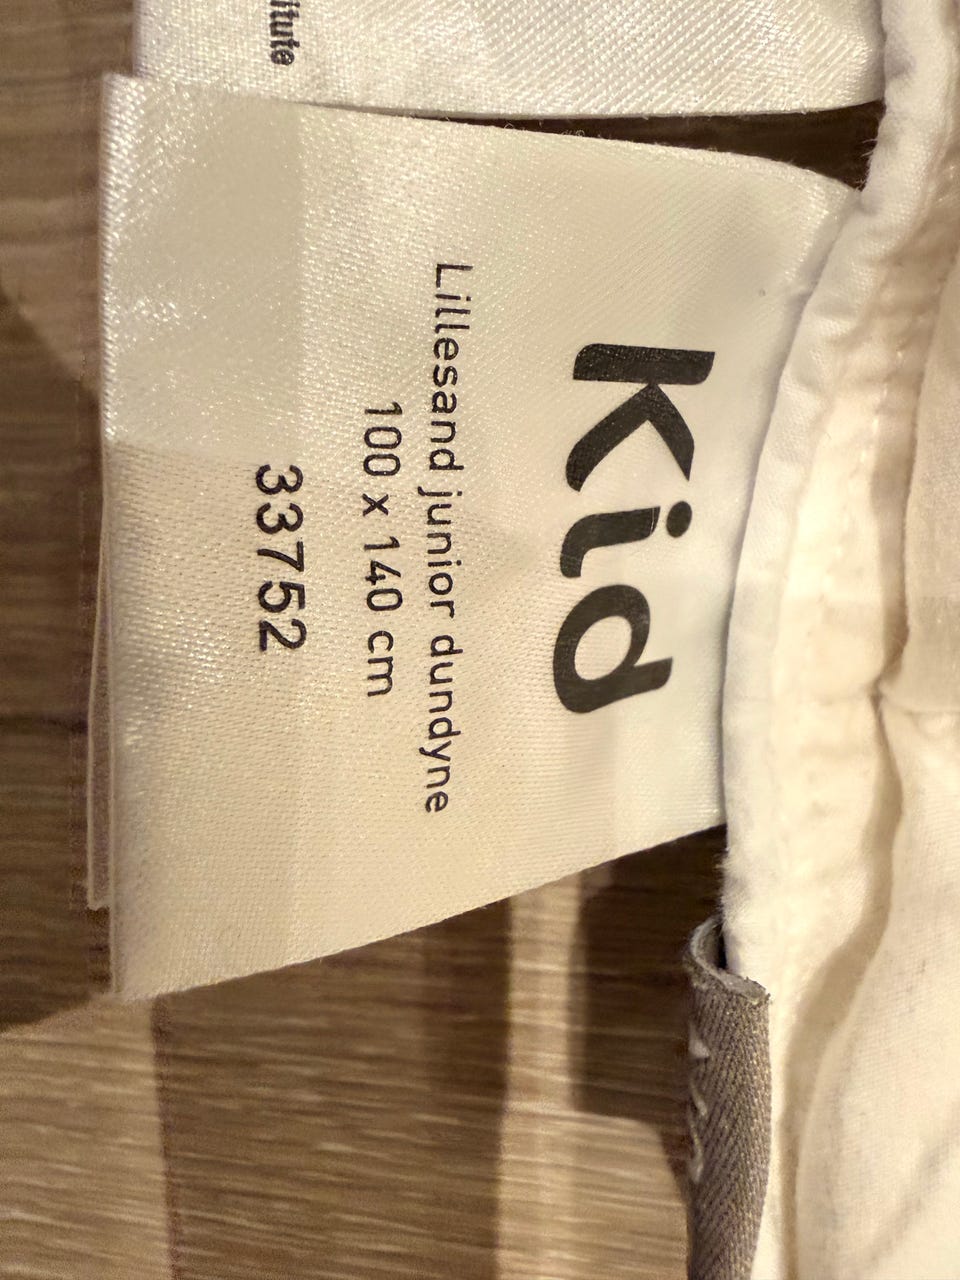 Kid
Lillesand junior dundyne
100 x 140 cm
33752